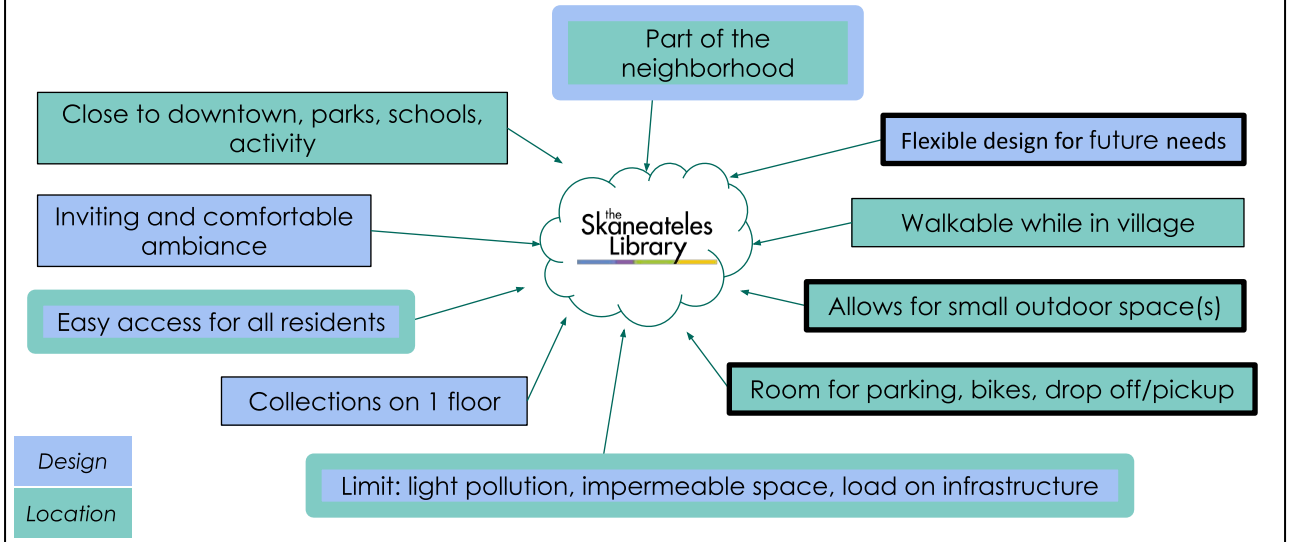 Part of the
neighborhood
Close to downtown, parks, schools,
activity
Flexible design for future needs
Inviting and comfortable
ambiance
the
Skaneateles
Library
Walkable while in village
Easy access for all residents
Allows for small outdoor space(s)
Collections on 1 floor
Room for parking, bikes, drop off/pickup
Design
Limit: light pollution, impermeable space, load on infrastructure
Location